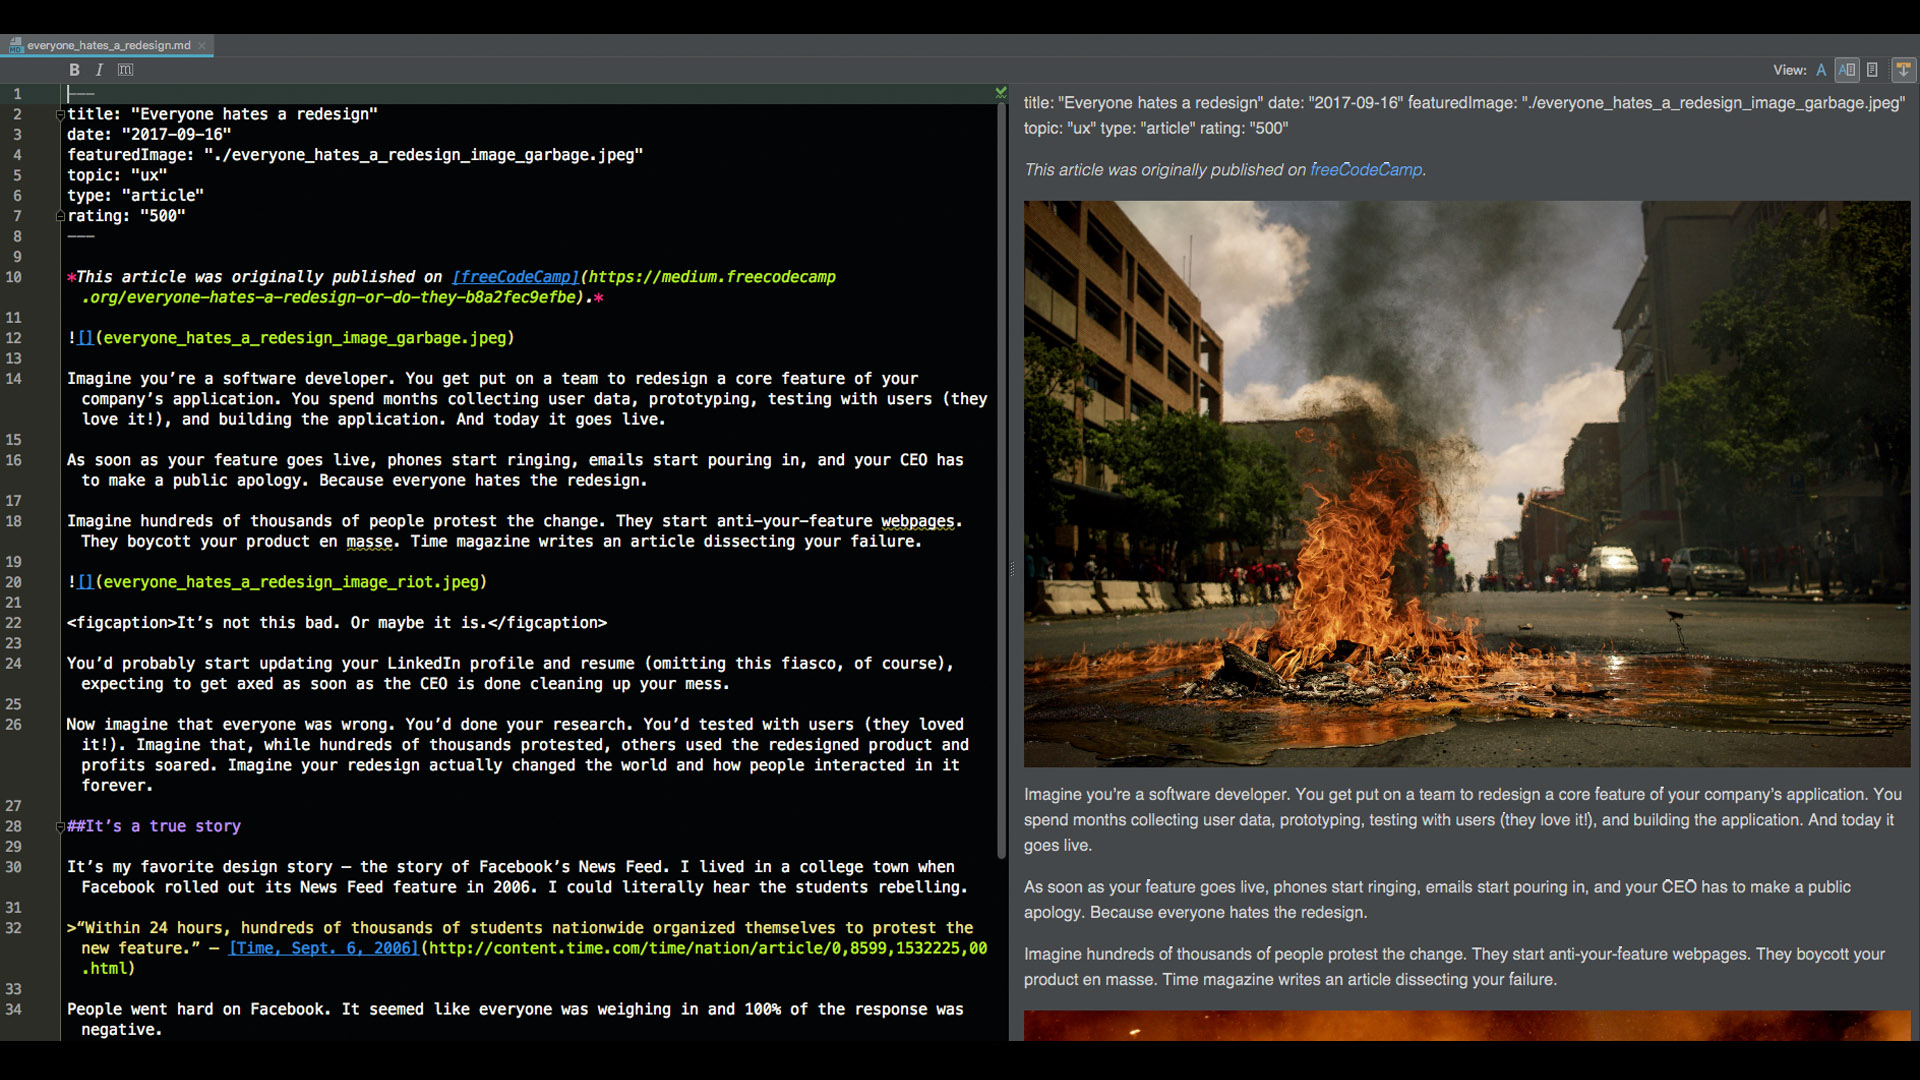 everyone_hates_a_redesign.md
B I m
View: A
1 ---
2 title: "Everyone hates a redesign"
3 date: "2017-09-16"
4 featuredImage: "./everyone_hates_a_redesign_image_garbage.jpeg"
5 topic: "ux"
6 type: "article"
7 rating: "500"
8 ---
9
10 *This article was originally published on [freeCodeCamp](https://medium.freecodecamp
.org/everyone-hates-a-redesign-or-do-they-b8a2fec9efbe).*
11
12 ![](everyone_hates_a_redesign_image_garbage.jpeg)
13
14 Imagine you’re a software developer. You get put on a team to redesign a core feature of your
company’s application. You spend months collecting user data, prototyping, testing with users (they
love it!), and building the application. And today it goes live.
15
16 As soon as your feature goes live, phones start ringing, emails start pouring in, and your CEO has
to make a public apology. Because everyone hates the redesign.
17
18 Imagine hundreds of thousands of people protest the change. They start anti-your-feature webpages.
They boycott your product en masse. Time magazine writes an article dissecting your failure.
19
20 ![](everyone_hates_a_redesign_image_riot.jpeg)
21
22 <figcaption>It’s not this bad. Or maybe it is.</figcaption>
23
24 You’d probably start updating your LinkedIn profile and resume (omitting this fiasco, of course),
expecting to get axed as soon as the CEO is done cleaning up your mess.
25
26 Now imagine that everyone was wrong. You’d done your research. You’d tested with users (they loved
it!). Imagine that, while hundreds of thousands protested, others used the redesigned product and
profits soared. Imagine your redesign actually changed the world and how people interacted in it
forever.
27
28 ##It’s a true story
29
30 It’s my favorite design story — the story of Facebook’s News Feed. I lived in a college town when
Facebook rolled out its News Feed feature in 2006. I could literally hear the students rebelling.
31
32 >“Within 24 hours, hundreds of thousands of students nationwide organized themselves to protest the
new feature.” — [Time, Sept. 6, 2006](http://content.time.com/time/nation/article/0,8599,1532225,00
.html)
33
34 People went hard on Facebook. It seemed like everyone was weighing in and 100% of the response was
negative.
title: "Everyone hates a redesign" date: "2017-09-16" featuredImage: "./everyone_hates_a_redesign_image_garbage.jpeg"
topic: "ux" type: "article" rating: "500"
This article was originally published on freeCodeCamp.
Imagine you’re a software developer. You get put on a team to redesign a core feature of your company’s application. You
spend months collecting user data, prototyping, testing with users (they love it!), and building the application. And today it
goes live.
As soon as your feature goes live, phones start ringing, emails start pouring in, and your CEO has to make a public
apology. Because everyone hates the redesign.
Imagine hundreds of thousands of people protest the change. They start anti-your-feature webpages. They boycott your
product en masse. Time magazine writes an article dissecting your failure.